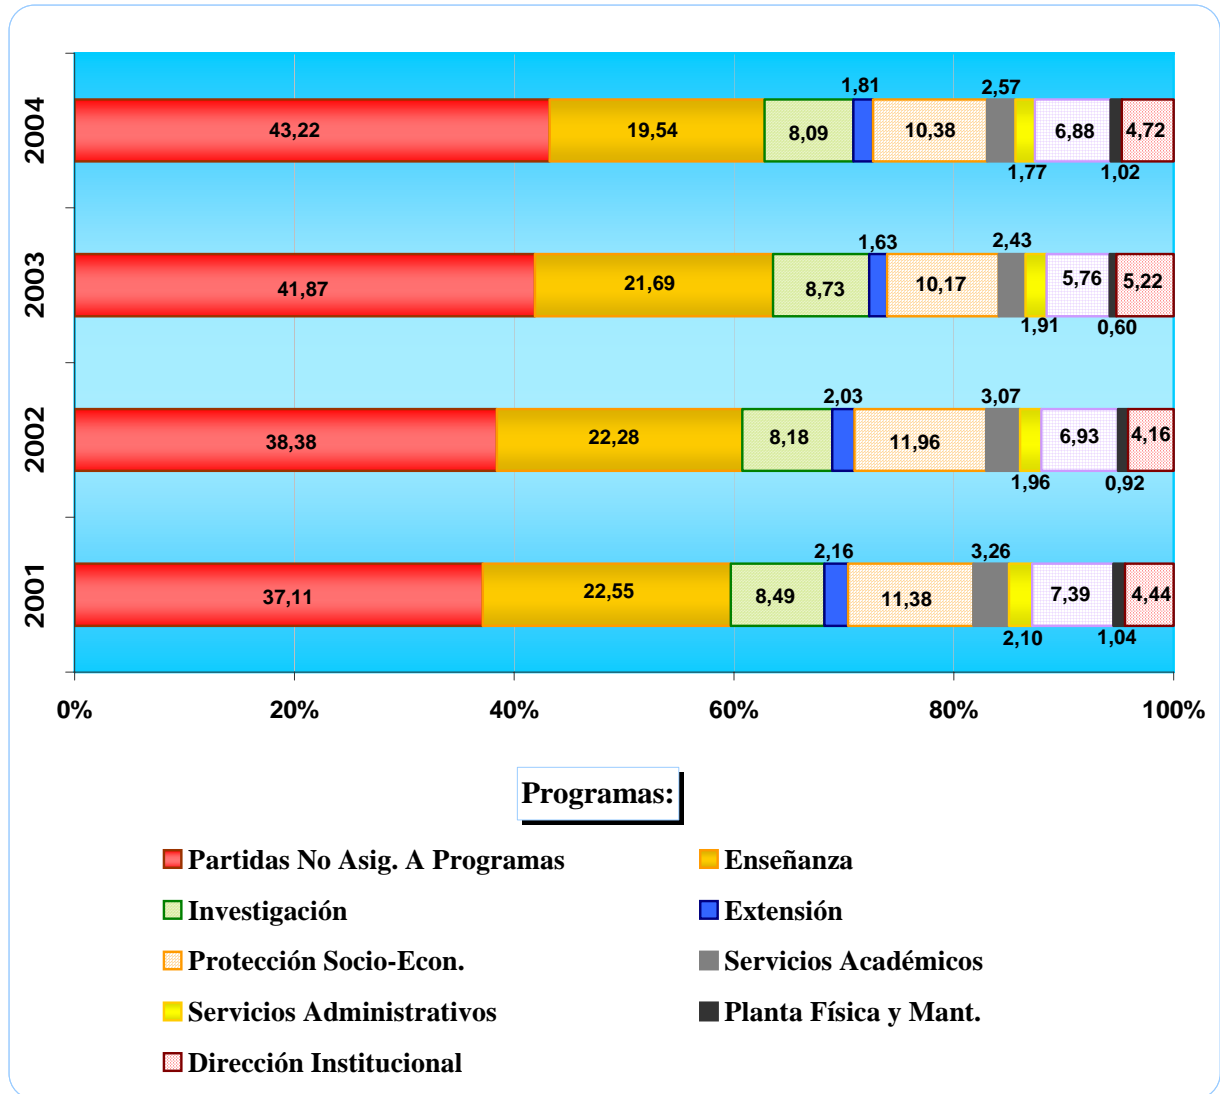 1,81 2,57
2004 43,22 19,54 8,09 10,38 6,88 4,72
1,77 1,02
1,63 2,43
2003 41,87 21,69 8,73 10,17 5,76 5,22
1,91 0,60
2,03 3,07
2002 38,38 22,28 8,18 11,96 6,93 4,16
1,96 0,92
2,16 3,26
2001 37,11 22,55 8,49 11,38 7,39 4,44
2,10 1,04
0% 20% 40% 60% 80% 100%
Programas:
Partidas No Asig. A Programas Enseñanza
Investigación Extensión
Protección Socio-Econ. Servicios Académicos
Servicios Administrativos Planta Física y Mant.
Dirección Institucional